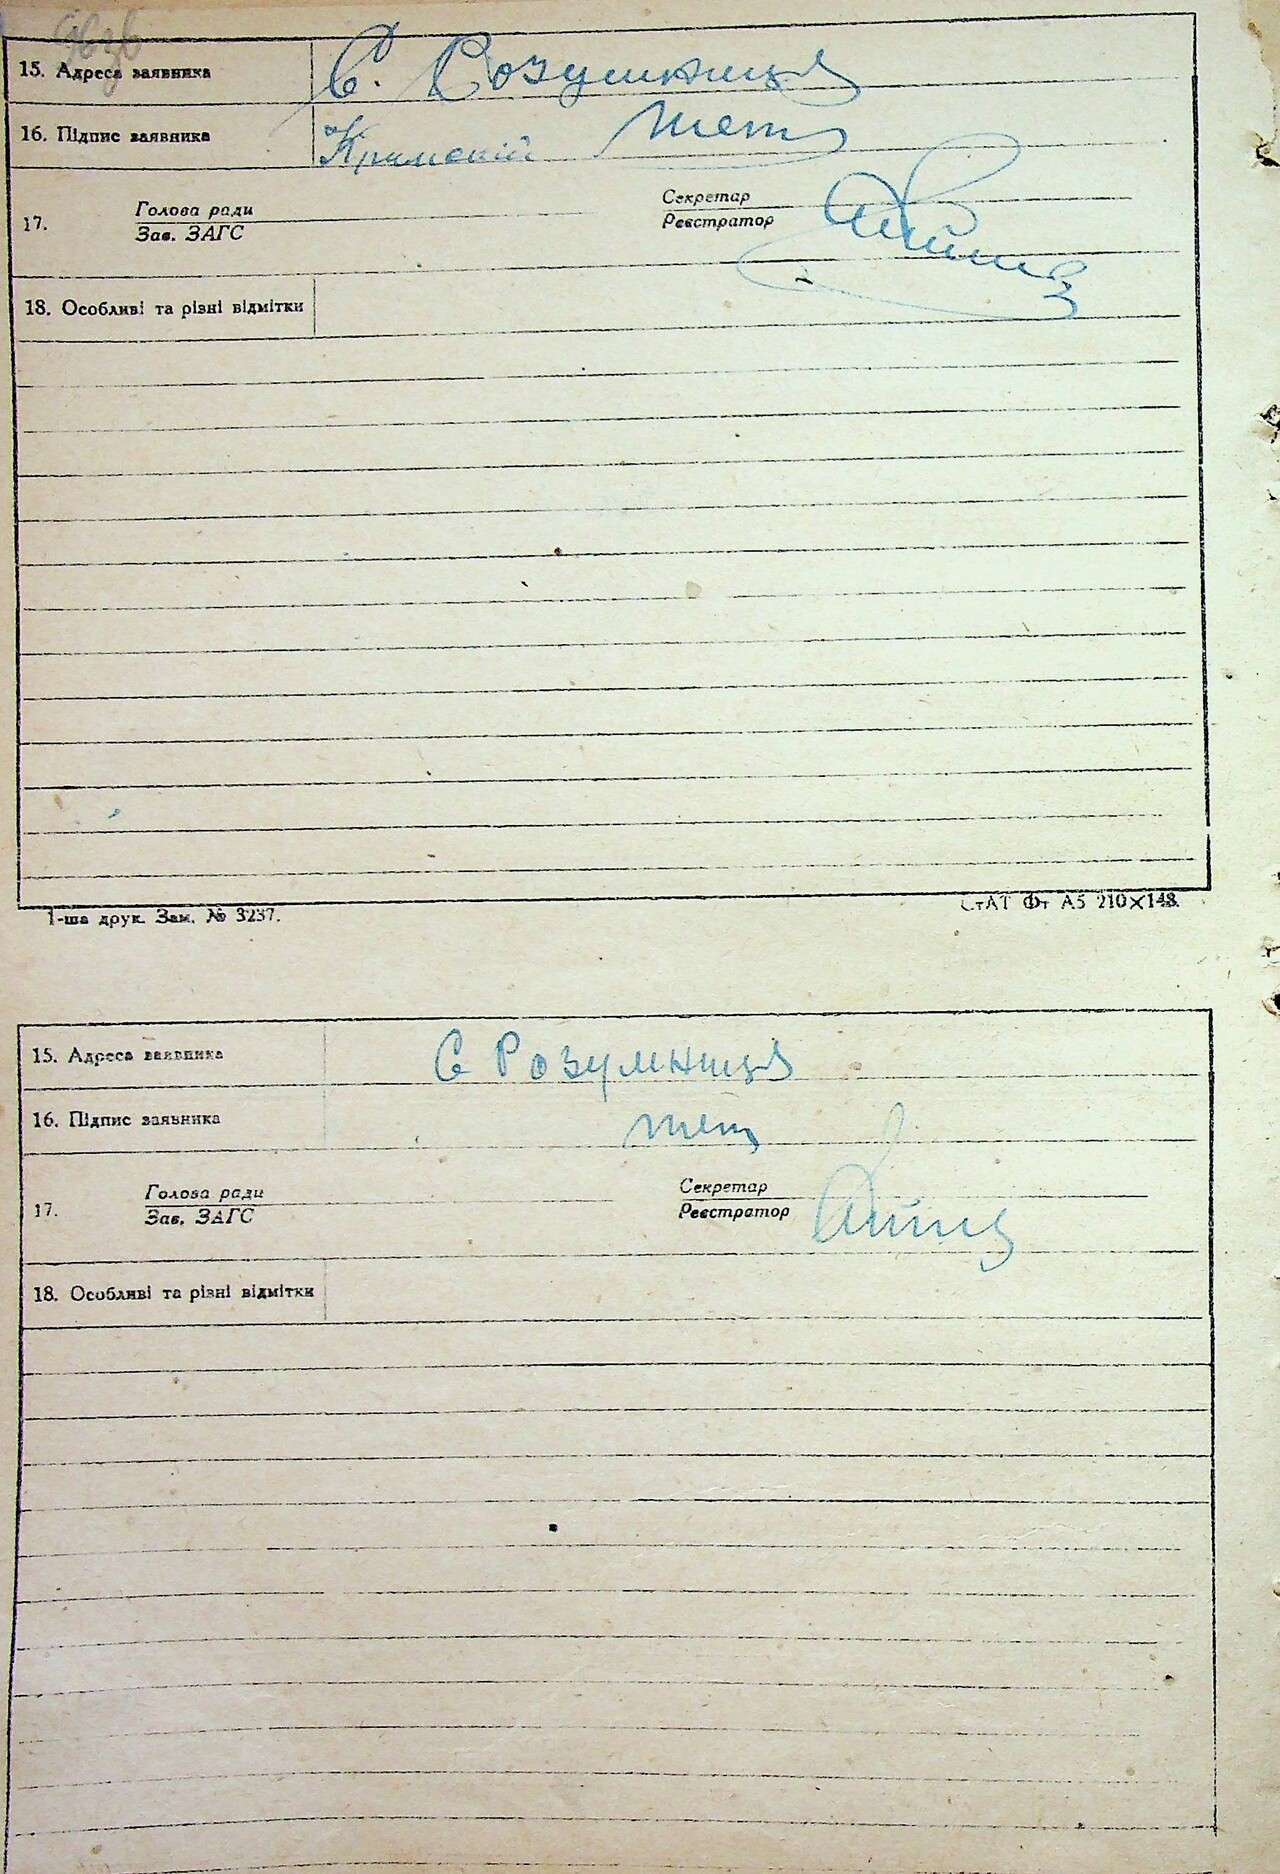 15. Адреса заявника С. Розумниця
16. Підпис заявника Кримский
17. Голова ради Секретар
Зав. ЗАГС Реєстратор
18. Особливі та різні відмітки
1-ша друк. Зам. № 3237. СтАТ Фт А5 210×148.
15. Адреса заявника С Розумниця
16. Підпис заявника
17. Голова ради Секретар
Зав. ЗАГС Реєстратор
18. Особливі та різні відмітки